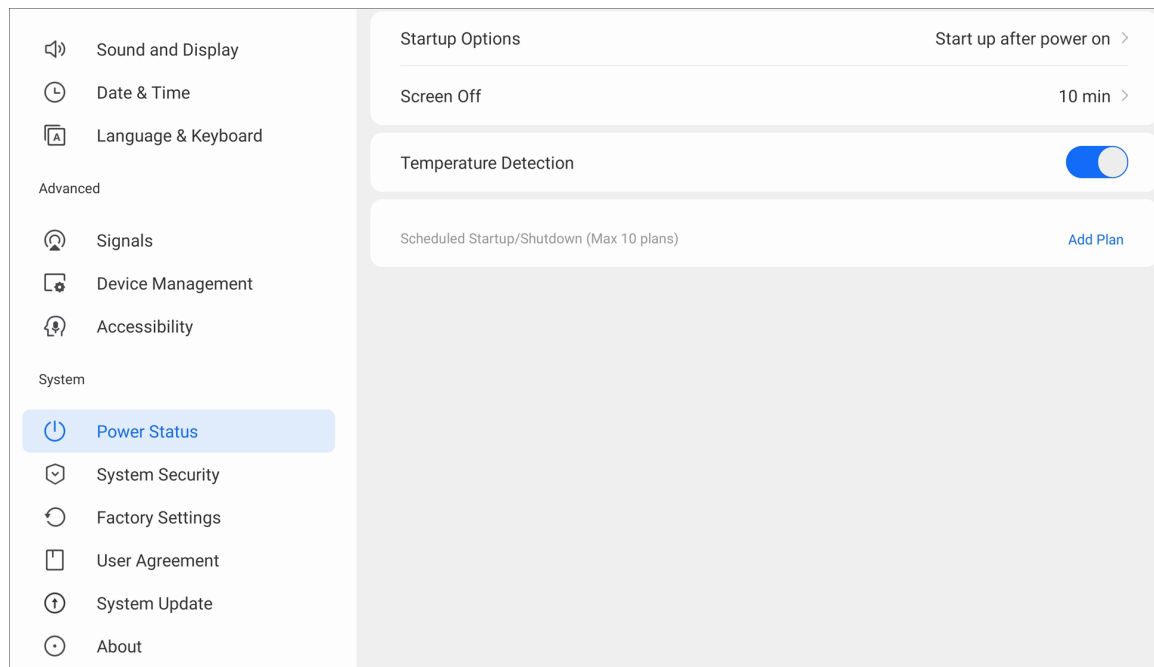 Sound and Display
Date & Time
Language & Keyboard
Advanced
Signals
Device Management
Accessibility
System
Power Status
System Security
Factory Settings
User Agreement
System Update
About
Startup Options
Start up after power on
Screen Off
10 min
Temperature Detection
Scheduled Startup/Shutdown (Max 10 plans)
Add Plan